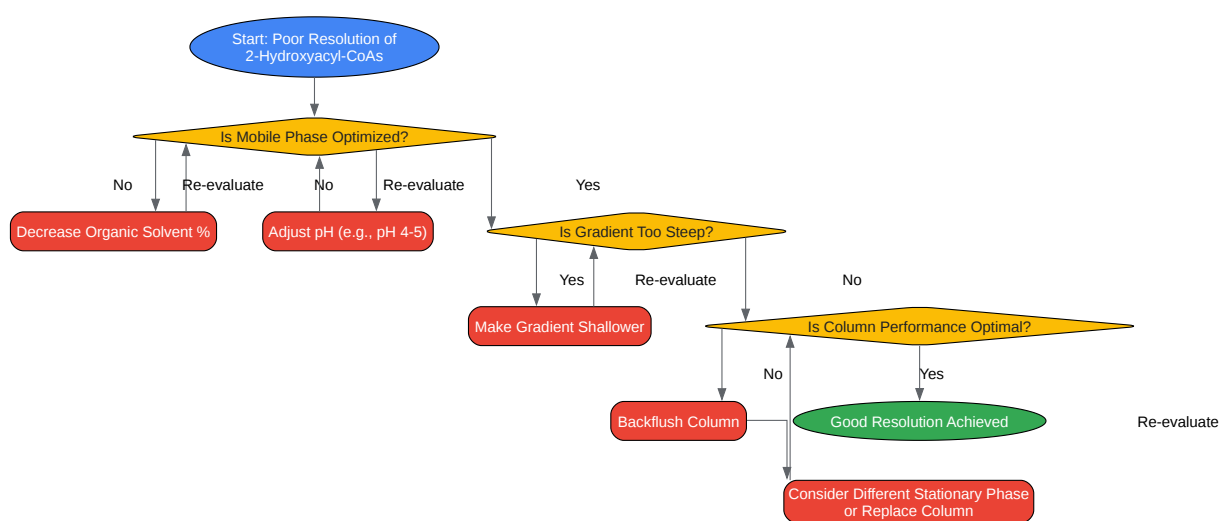 Start: Poor Resolution of
2-Hydroxyacyl-CoAs
Is Mobile Phase Optimized?
No
Re-evaluate
No
Re-evaluate
Yes
Decrease Organic Solvent %
Adjust pH (e.g., pH 4-5)
Is Gradient Too Steep?
Yes
Re-evaluate
No
Make Gradient Shallower
Is Column Performance Optimal?
No
Yes
Backflush Column
Good Resolution Achieved
Re-evaluate
Consider Different Stationary Phase
or Replace Column